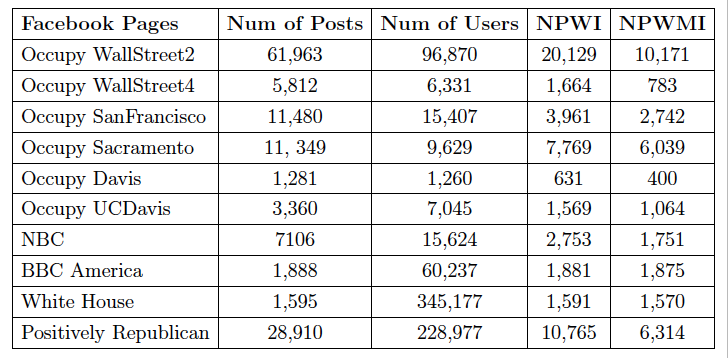 Facebook Pages Num of Posts Num of Users NPWI NPWMI
Occupy WallStreet2 61,963 96,870 20,129 10,171
Occupy WallStreet4 5,812 6,331 1,664 783
Occupy SanFrancisco 11,480 15,407 3,961 2,742
Occupy Sacramento 11, 349 9,629 7,769 6,039
Occupy Davis 1,281 1,260 631 400
Occupy UCDavis 3,360 7,045 1,569 1,064
NBC 7106 15,624 2,753 1,751
BBC America 1,888 60,237 1,881 1,875
White House 1,595 345,177 1,591 1,570
Positively Republican 28,910 228,977 10,765 6,314